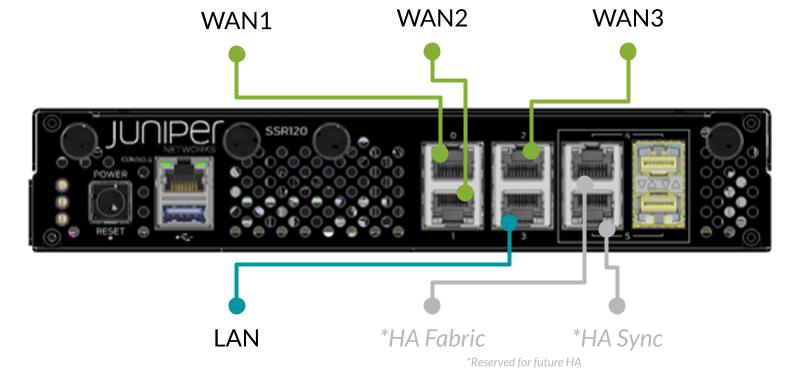 WAN1
WAN2
WAN3
JUNIPER
NETWORKS
SSR120
CONSOLE
POWER
RESET
0
2
4
1
3
5
LAN
*HA Fabric
*HA Sync
*Reserved for future HA